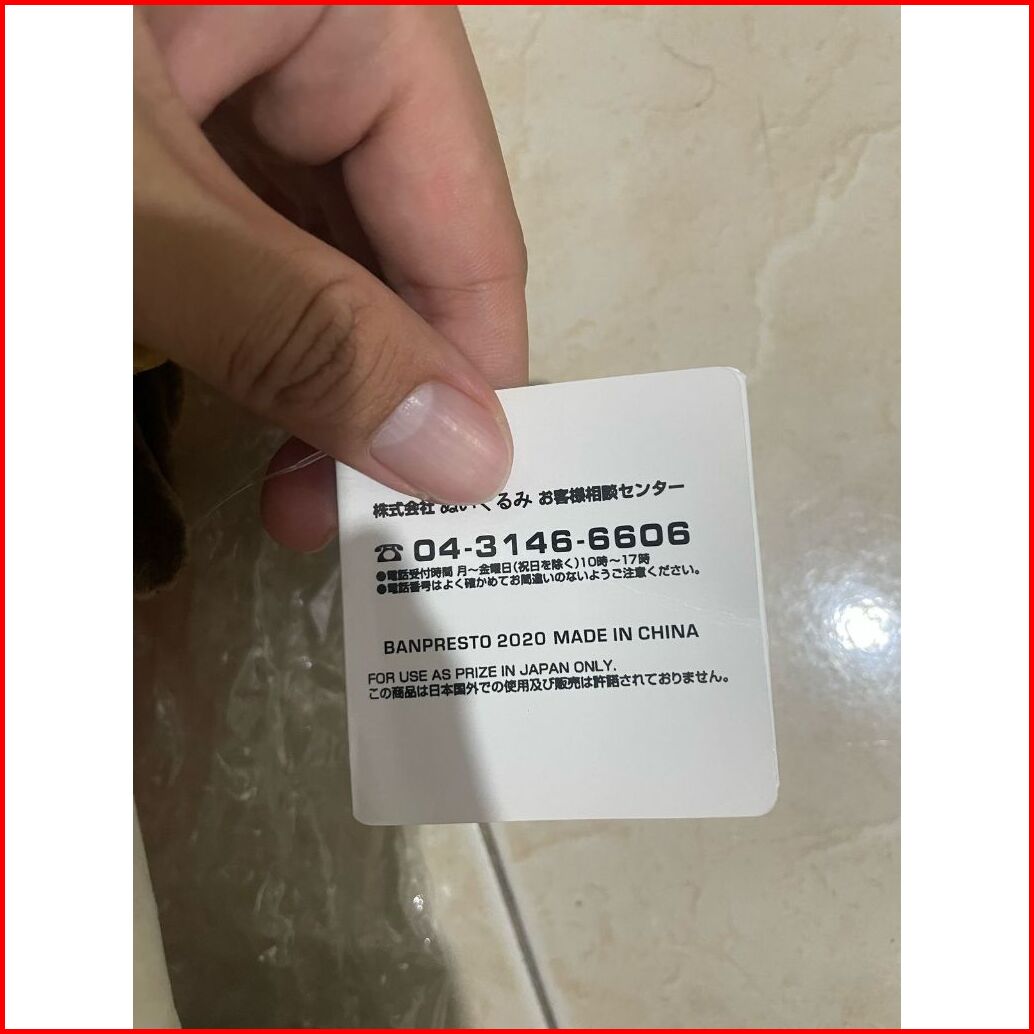 株式会社 ぬいぐるみ お客様相談センター
☎ 04-3146-6606
●電話受付時間 月～金曜日(祝日を除く)10時～17時
●電話番号はよく確かめてお間違いのないようご注意ください。
BANPRESTO 2020 MADE IN CHINA
FOR USE AS PRIZE IN JAPAN ONLY.
この商品は日本国外での使用及び販売は許諾されておりません。